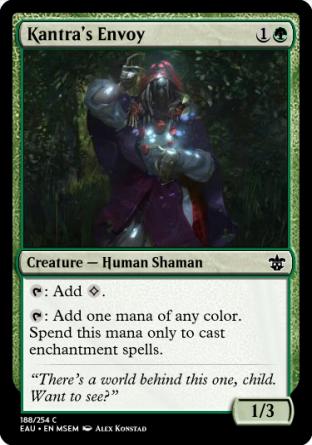 Kantra's Envoy 1
Creature — Human Shaman
: Add .
: Add one mana of any color.
Spend this mana only to cast
enchantment spells.
"There's a world behind this one, child.
Want to see?"
188/254 C
EAU • EN MSEM Alex Konstad
1/3